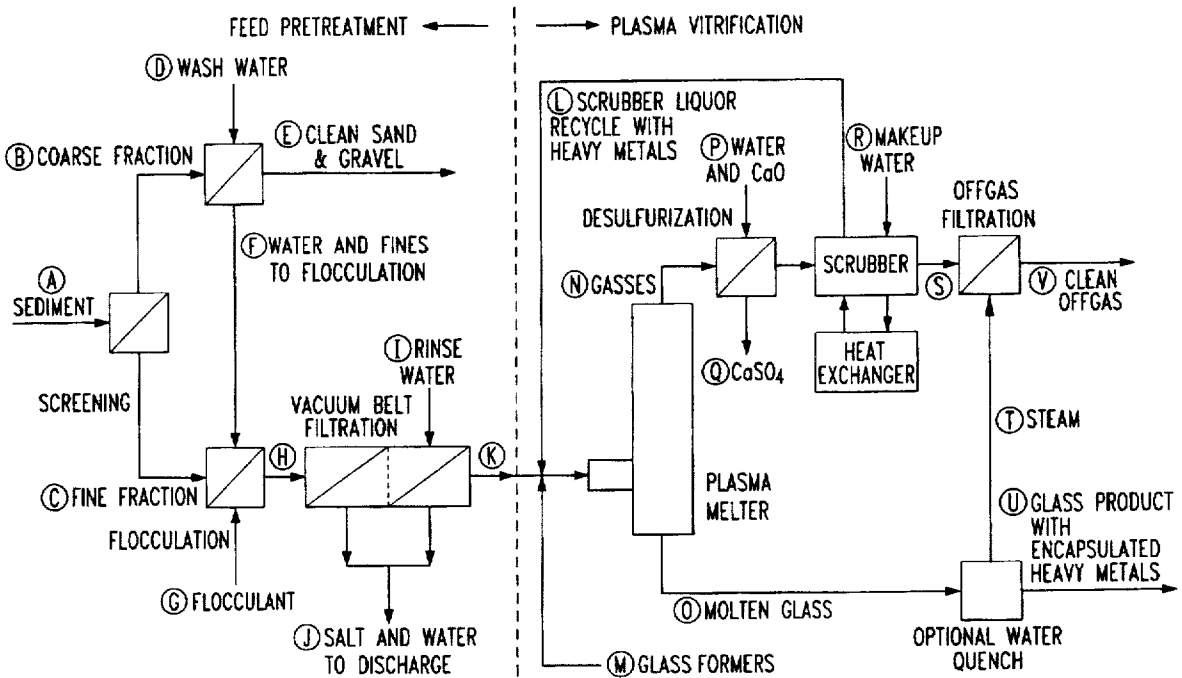 FEED PRETREATMENT
PLASMA VITRIFICATION
D WASH WATER
B COARSE FRACTION
E CLEAN SAND
& GRAVEL
F WATER AND FINES
TO FLOCCULATION
A
SEDIMENT
SCREENING
I RINSE
WATER
VACUUM BELT
FILTRATION
H
K
C FINE FRACTION
FLOCCULATION
G FLOCCULANT
J SALT AND WATER
TO DISCHARGE
L SCRUBBER LIQUOR
RECYCLE WITH
HEAVY METALS
P WATER
AND CaO
R MAKEUP
WATER
DESULFURIZATION
OFFGAS
FILTRATION
N GASSES
SCRUBBER
S
V CLEAN
OFFGAS
Q CaSO4
HEAT
EXCHANGER
T STEAM
PLASMA
MELTER
U GLASS PRODUCT
WITH
ENCAPSULATED
HEAVY METALS
O MOLTEN GLASS
OPTIONAL WATER
QUENCH
M GLASS FORMERS